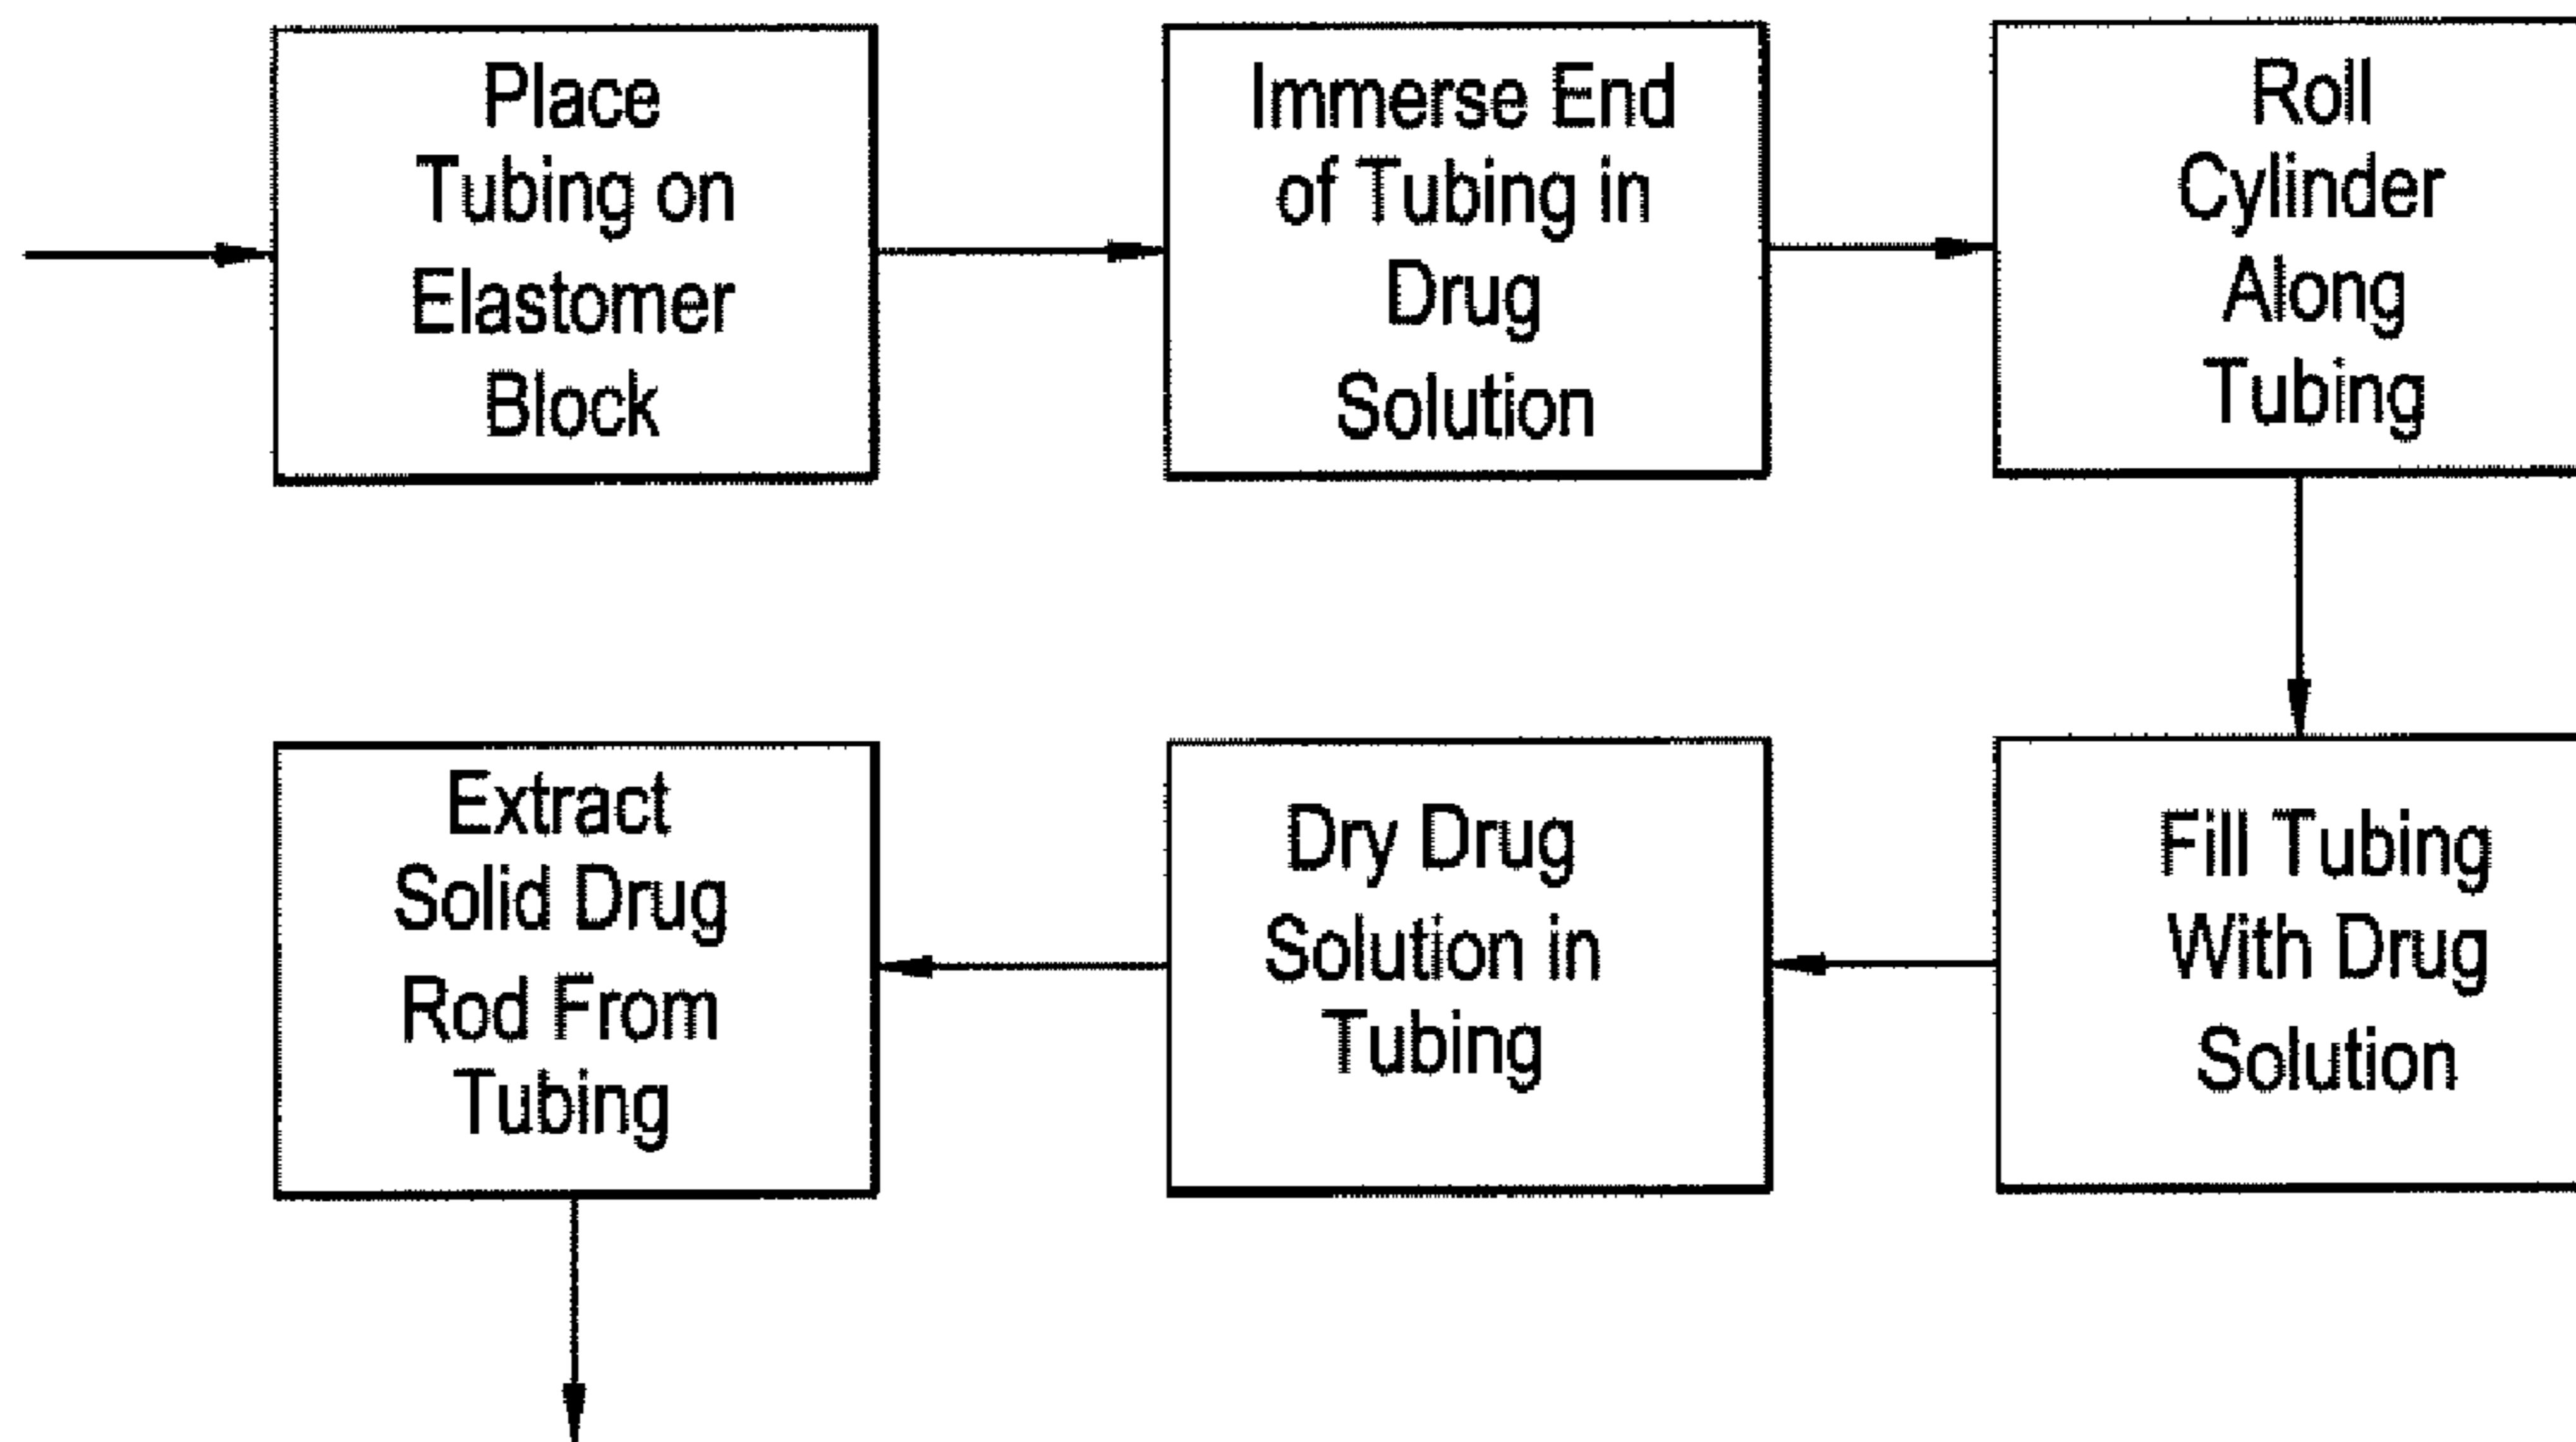 Place
Tubing on
Elastomer
Block
Immerse End
of Tubing in
Drug
Solution
Roll
Cylinder
Along
Tubing
Fill Tubing
With Drug
Solution
Dry Drug
Solution in
Tubing
Extract
Solid Drug
Rod From
Tubing